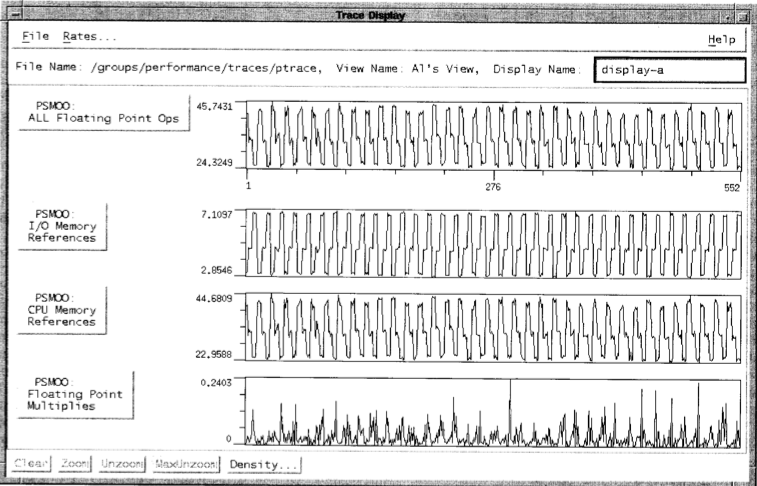 Trace Display
File Rates... Help
File Name: /groups/performance/traces/ptrace, View Name: Al's View, Display Name: display-a
PSMOO:
ALL Floating Point Ops
45.7431
24.3249
1 276 552
PSMOO:
I/O Memory
References
7.1097
2.8546
PSMOO:
CPU Memory
References
44.6809
22.9588
PSMOO:
Floating Point
Multiplies
0.2403
0
Clear Zoom Unzoom MaxUnzoom Density...